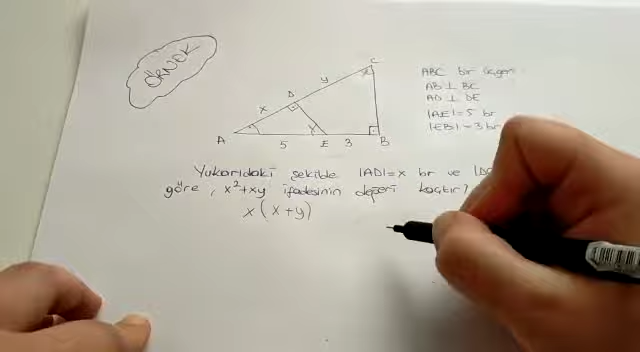 ÖRNEK
C
y
D
x
A
5
E
3
B
ABC bir üçgen
AB ⊥ BC
AD ⊥ DE
|AE| = 5 br
|EB| = 3 br
Yukarıdaki şekilde |AD| = x br ve
göre, x² + xy ifadesinin değeri kaçtır?
x(x+y)